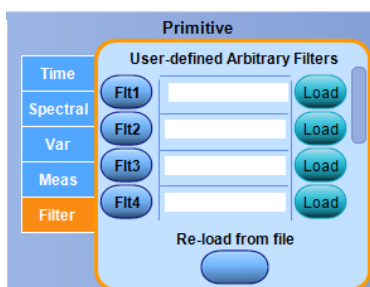 Primitive
User-defined Arbitrary Filters
Time
Spectral
Var
Meas
Filter
Flt1 Load
Flt2 Load
Flt3 Load
Flt4 Load
Re-load from file